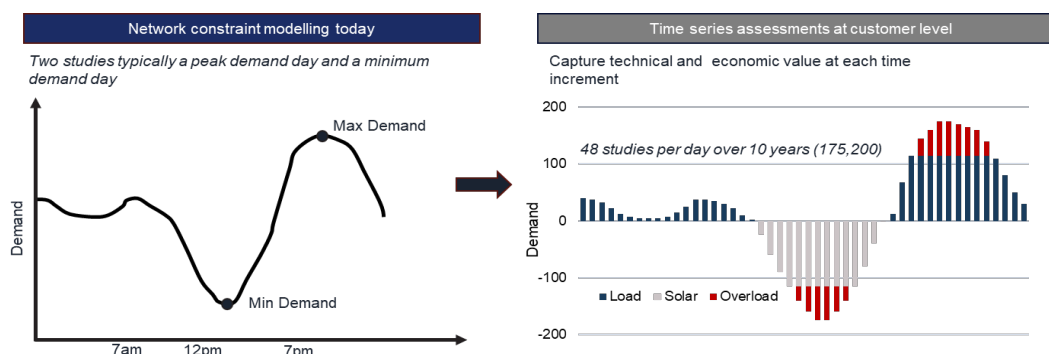 Network constraint modelling today
Two studies typically a peak demand day and a minimum
demand day
Max Demand
Demand
Min Demand
7am 12pm 7pm
Time series assessments at customer level
Capture technical and economic value at each time
increment
200
48 studies per day over 10 years (175,200)
100
0
Demand
-100
Load Solar Overload
-200